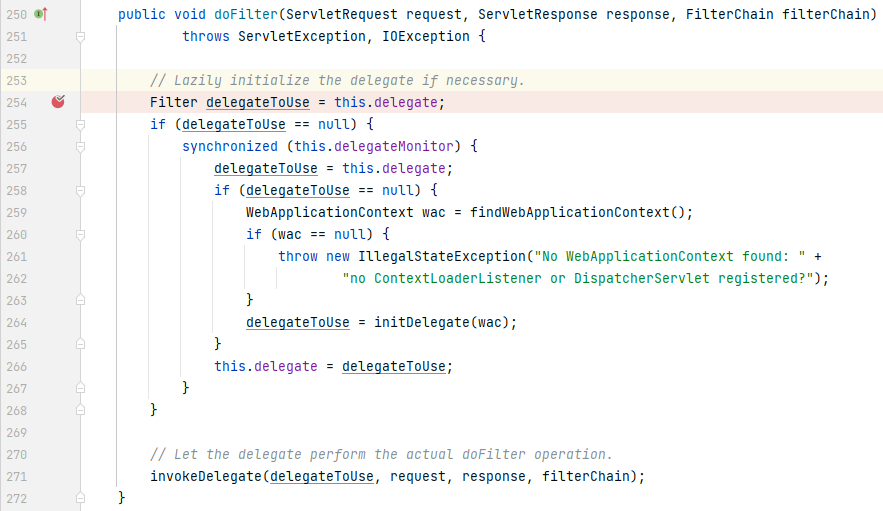 250 public void doFilter(ServletRequest request, ServletResponse response, FilterChain filterChain)
251 throws ServletException, IOException {
252
253 // Lazily initialize the delegate if necessary.
254 Filter delegateToUse = this.delegate;
255 if (delegateToUse == null) {
256 synchronized (this.delegateMonitor) {
257 delegateToUse = this.delegate;
258 if (delegateToUse == null) {
259 WebApplicationContext wac = findWebApplicationContext();
260 if (wac == null) {
261 throw new IllegalStateException("No WebApplicationContext found: " +
262 "no ContextLoaderListener or DispatcherServlet registered?");
263 }
264 delegateToUse = initDelegate(wac);
265 }
266 this.delegate = delegateToUse;
267 }
268 }
269
270 // Let the delegate perform the actual doFilter operation.
271 invokeDelegate(delegateToUse, request, response, filterChain);
272 }